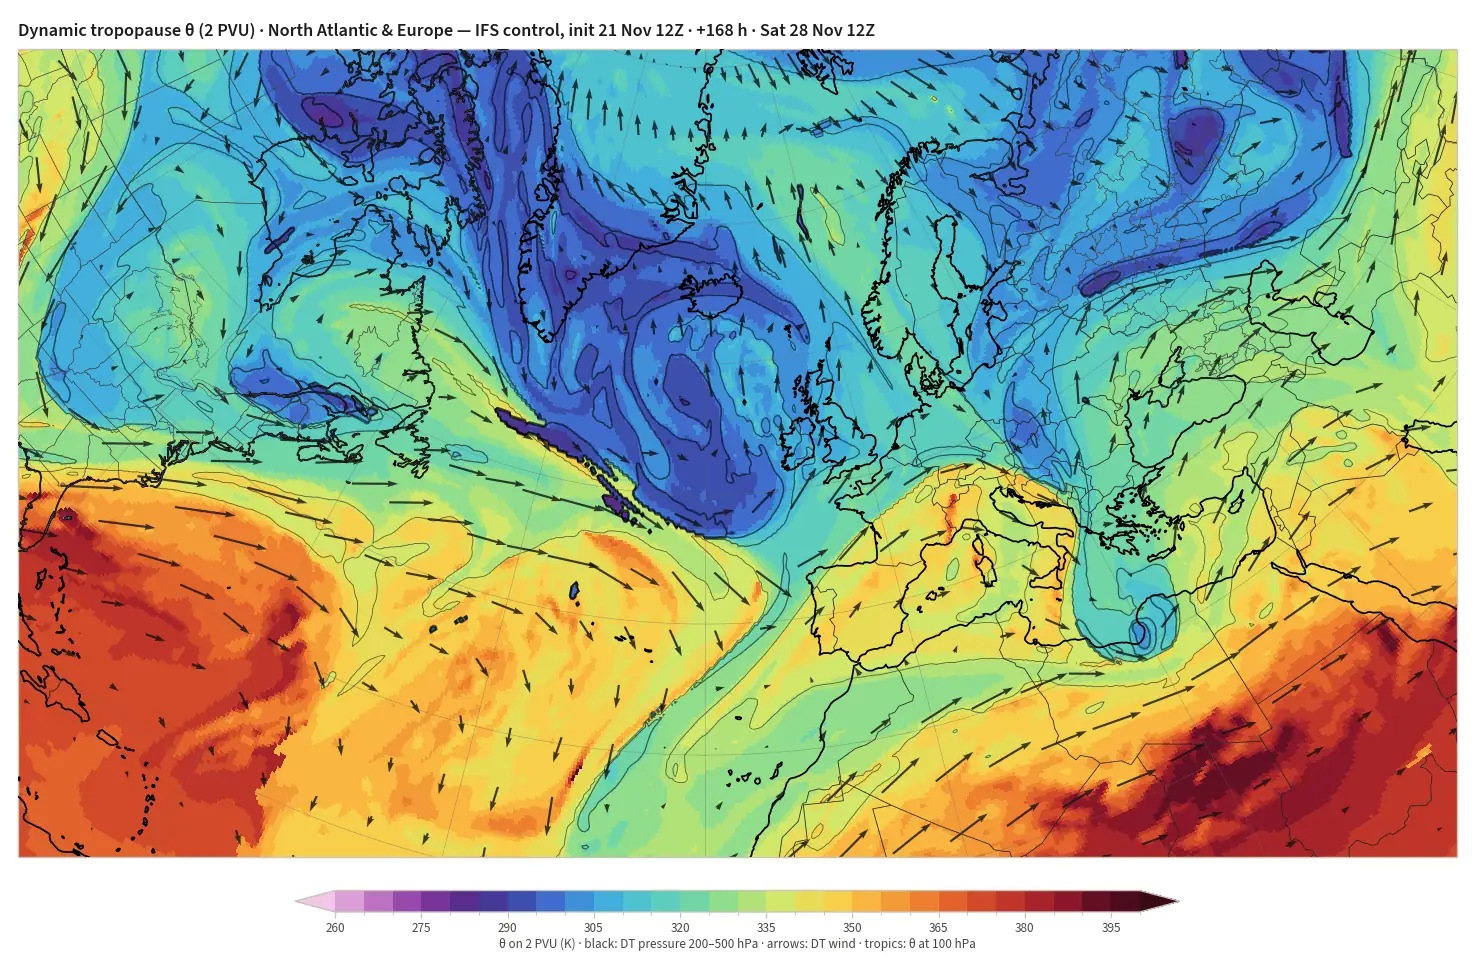 Dynamic tropopause θ (2 PVU) · North Atlantic & Europe — IFS control, init 21 Nov 12Z · +168 h · Sat 28 Nov 12Z
260 275 290 305 320 335 350 365 380 395
θ on 2 PVU (K) · black: DT pressure 200–500 hPa · arrows: DT wind · tropics: θ at 100 hPa